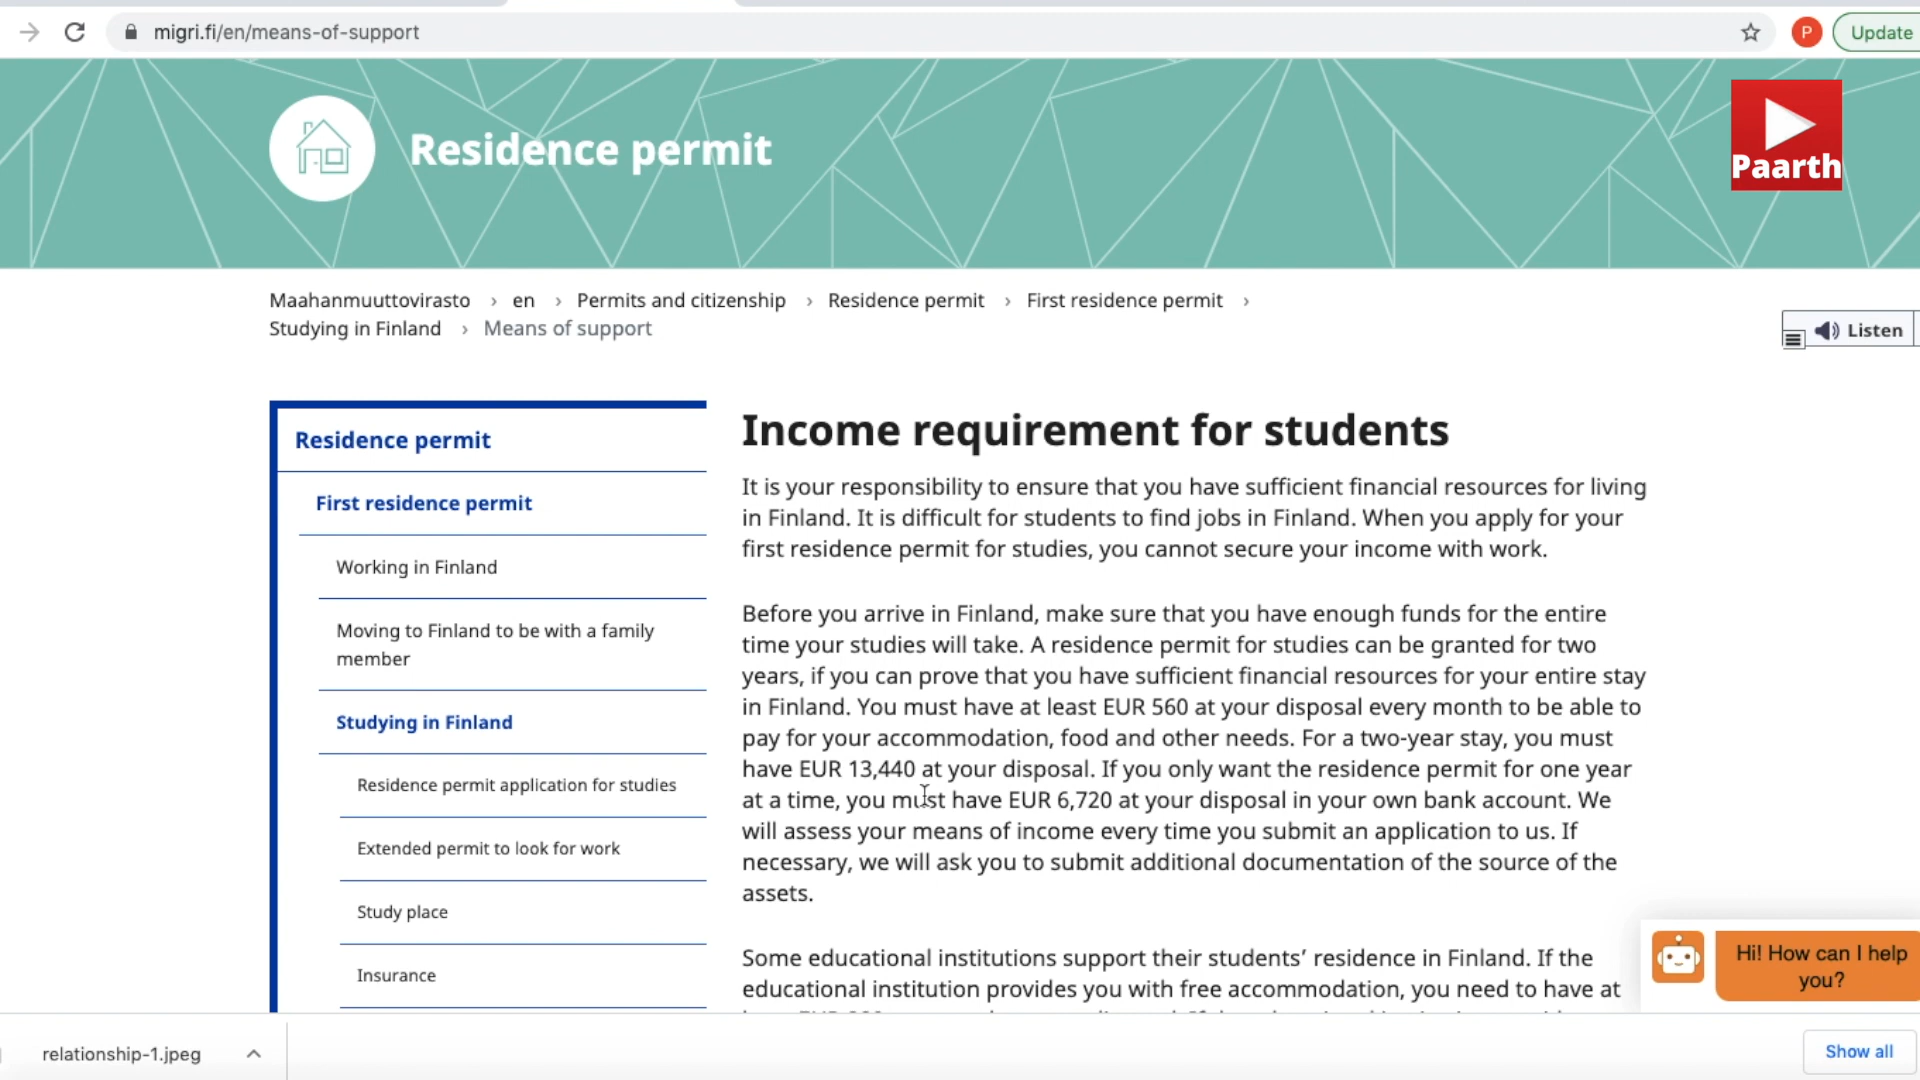 migri.fi/en/means-of-support
P
Update
Residence permit
Paarth
Maahanmuuttovirasto › en › Permits and citizenship › Residence permit › First residence permit ›
Studying in Finland › Means of support
Listen
Residence permit
First residence permit
Working in Finland
Moving to Finland to be with a family
member
Studying in Finland
Residence permit application for studies
Extended permit to look for work
Study place
Insurance
Income requirement for students
It is your responsibility to ensure that you have sufficient financial resources for living
in Finland. It is difficult for students to find jobs in Finland. When you apply for your
first residence permit for studies, you cannot secure your income with work.
Before you arrive in Finland, make sure that you have enough funds for the entire
time your studies will take. A residence permit for studies can be granted for two
years, if you can prove that you have sufficient financial resources for your entire stay
in Finland. You must have at least EUR 560 at your disposal every month to be able to
pay for your accommodation, food and other needs. For a two-year stay, you must
have EUR 13,440 at your disposal. If you only want the residence permit for one year
at a time, you must have EUR 6,720 at your disposal in your own bank account. We
will assess your means of income every time you submit an application to us. If
necessary, we will ask you to submit additional documentation of the source of the
assets.
Some educational institutions support their students’ residence in Finland. If the
educational institution provides you with free accommodation, you need to have at
Hi! How can I help
you?
relationship-1.jpeg
Show all